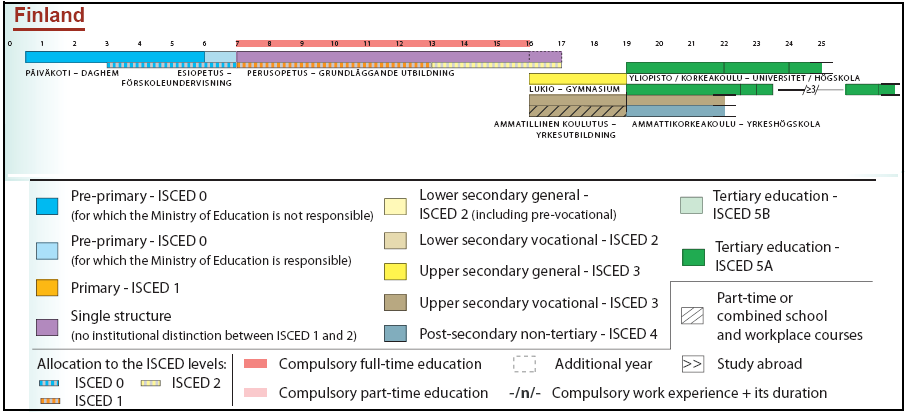 Finland
0 1 2 3 4 5 6 7 8 9 10 11 12 13 14 15 16 17 18 19 20 21 22 23 24 25
PÄIVÄKOTI – DAGHEM
ESIOPETUS –
FÖRSKOLEUNDERVISNING
PERUSOPETUS – GRUNDLÄGGANDE UTBILDNING
YLIOPISTO / KORKEAKOULU – UNIVERSITET / HÖGSKOLA
LUKIO – GYMNASIUM
/≥3/
AMMATILLINEN KOULUTUS –
YRKESUTBILDNING
AMMATTIKORKEAKOULU – YRKESHÖGSKOLA
Pre-primary - ISCED 0
(for which the Ministry of Education is not responsible)
Pre-primary - ISCED 0
(for which the Ministry of Education is responsible)
Primary - ISCED 1
Single structure
(no institutional distinction between ISCED 1 and 2)
Lower secondary general -
ISCED 2 (including pre-vocational)
Lower secondary vocational - ISCED 2
Upper secondary general - ISCED 3
Upper secondary vocational - ISCED 3
Post-secondary non-tertiary - ISCED 4
Tertiary education -
ISCED 5B
Tertiary education -
ISCED 5A
Part-time or
combined school
and workplace courses
Allocation to the ISCED levels:
ISCED 0
ISCED 2
ISCED 1
Compulsory full-time education
Compulsory part-time education
Additional year
-/n/- Compulsory work experience + its duration
>> Study abroad